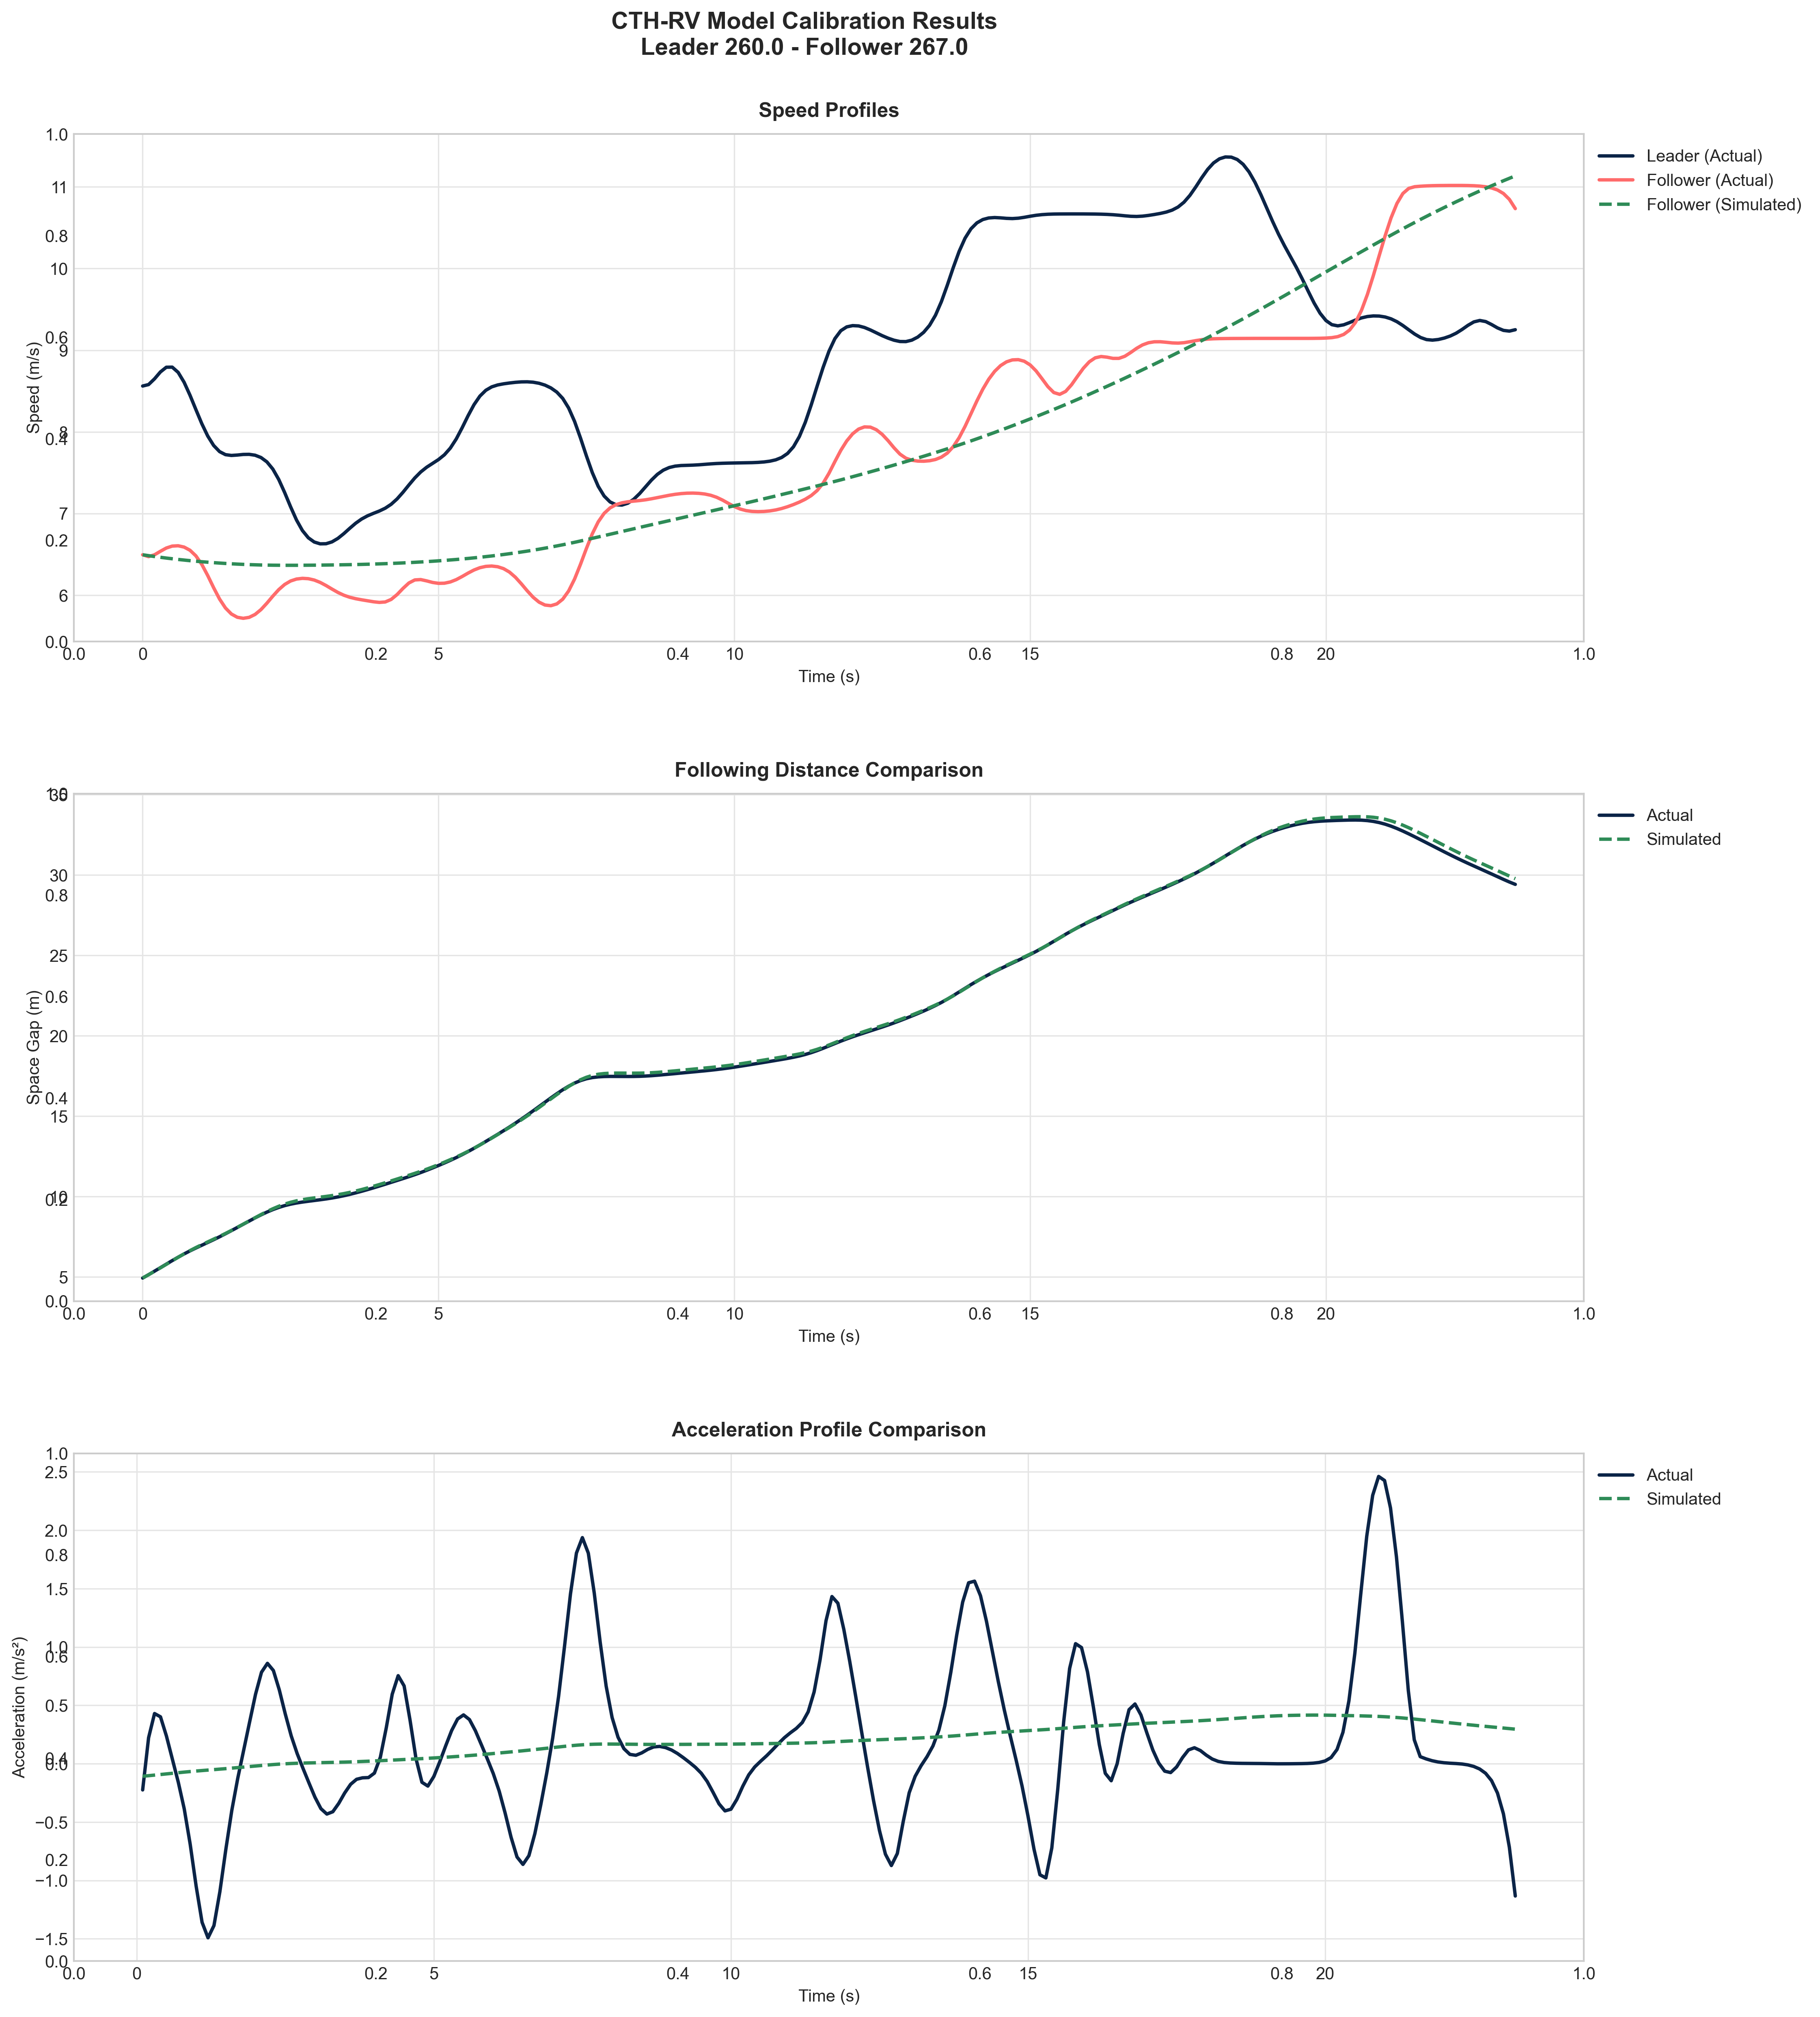 CTH-RV Model Calibration Results
Leader 260.0 - Follower 267.0
Speed Profiles
1.0
11
0.8
10
0.6
9
8
0.4
7
0.2
6
0.0
Speed (m/s)
0.0 0 0.2 5 0.4 10 0.6 15 0.8 20 1.0
Time (s)
Leader (Actual)
Follower (Actual)
Follower (Simulated)
Following Distance Comparison
1.0
35
30
0.8
25
0.6
20
0.4
15
10
0.2
5
0.0
Space Gap (m)
0.0 0 0.2 5 0.4 10 0.6 15 0.8 20 1.0
Time (s)
Actual
Simulated
Acceleration Profile Comparison
1.0
2.5
2.0
0.8
1.5
1.0
0.6
0.5
0.4
0.0
−0.5
0.2
−1.0
−1.5
0.0
Acceleration (m/s²)
0.0 0 0.2 5 0.4 10 0.6 15 0.8 20 1.0
Time (s)
Actual
Simulated